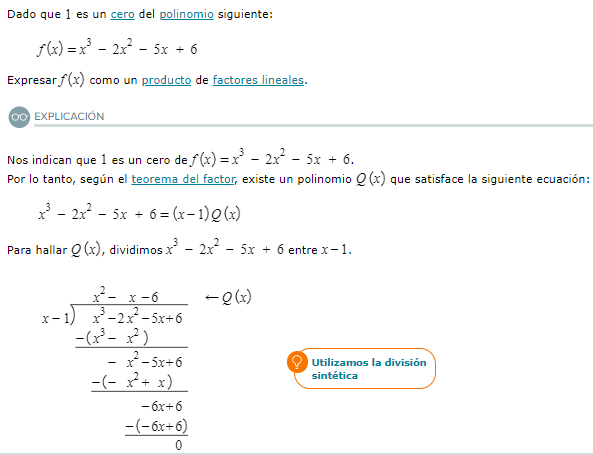 Dado que 1 es un cero del polinomio siguiente:
f(x) = x³ − 2x² − 5x + 6
Expresar f(x) como un producto de factores lineales.
EXPLICACIÓN
Nos indican que 1 es un cero de f(x) = x³ − 2x² − 5x + 6.
Por lo tanto, según el teorema del factor, existe un polinomio Q(x) que satisface la siguiente ecuación:
x³ − 2x² − 5x + 6 = (x−1)Q(x)
Para hallar Q(x), dividimos x³ − 2x² − 5x + 6 entre x−1.
x² − x −6 ←Q(x)
x−1) x³−2x²−5x+6
−(x³− x²)
− x²−5x+6
−(− x²+ x)
−6x+6
−(−6x+6)
0
Utilizamos la división
sintética